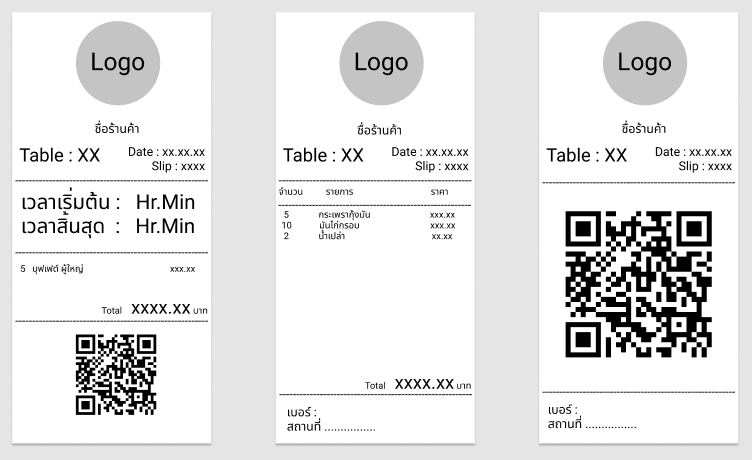 Logo
ชื่อร้านค้า
Table : XX
Date : xx.xx.xx
Slip : xxxx
เวลาเริ่มต้น : Hr.Min
เวลาสิ้นสุด : Hr.Min
5 บุฟเฟต์ ผู้ใหญ่ xxx.xx
Total XXXX.XX บาท
Logo
ชื่อร้านค้า
Table : XX
Date : xx.xx.xx
Slip : xxxx
จำนวน รายการ ราคา
5 กระเพรากุ้งบัน xxx.xx
10 มันไก่กรอบ xxx.xx
2 น้ำเปล่า xx.xx
Total XXXX.XX บาท
เบอร์ :
สถานที่ ................
Logo
ชื่อร้านค้า
Table : XX
Date : xx.xx.xx
Slip : xxxx
เบอร์ :
สถานที่ ................